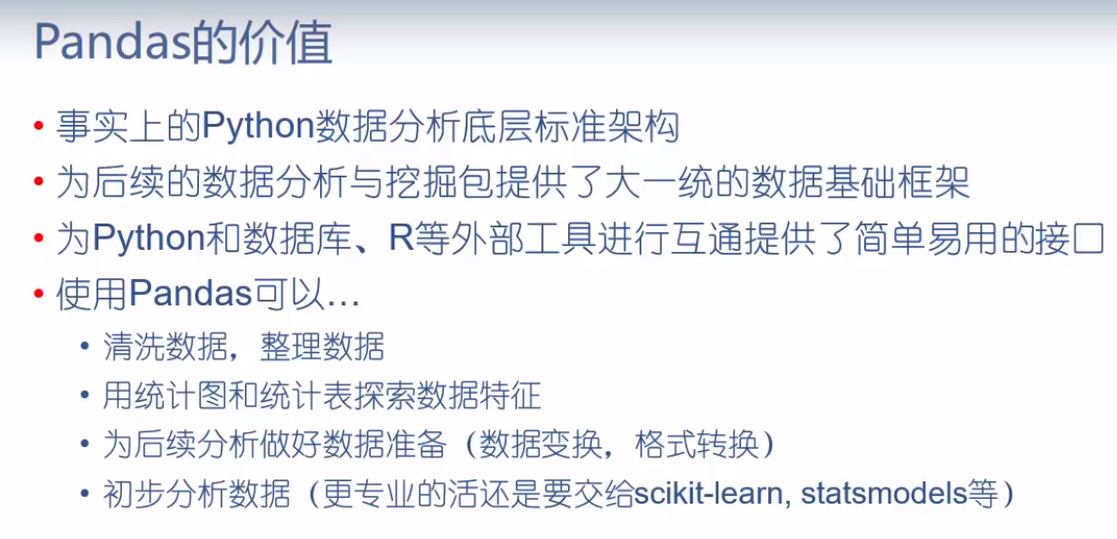 Pandas的价值
• 事实上的Python数据分析底层标准架构
• 为后续的数据分析与挖掘包提供了大一统的数据基础框架
• 为Python和数据库、R等外部工具进行互通提供了简单易用的接口
• 使用Pandas可以…
• 清洗数据，整理数据
• 用统计图和统计表探索数据特征
• 为后续分析做好数据准备（数据变换，格式转换）
• 初步分析数据（更专业的活还是要交给scikit-learn, statsmodels等）